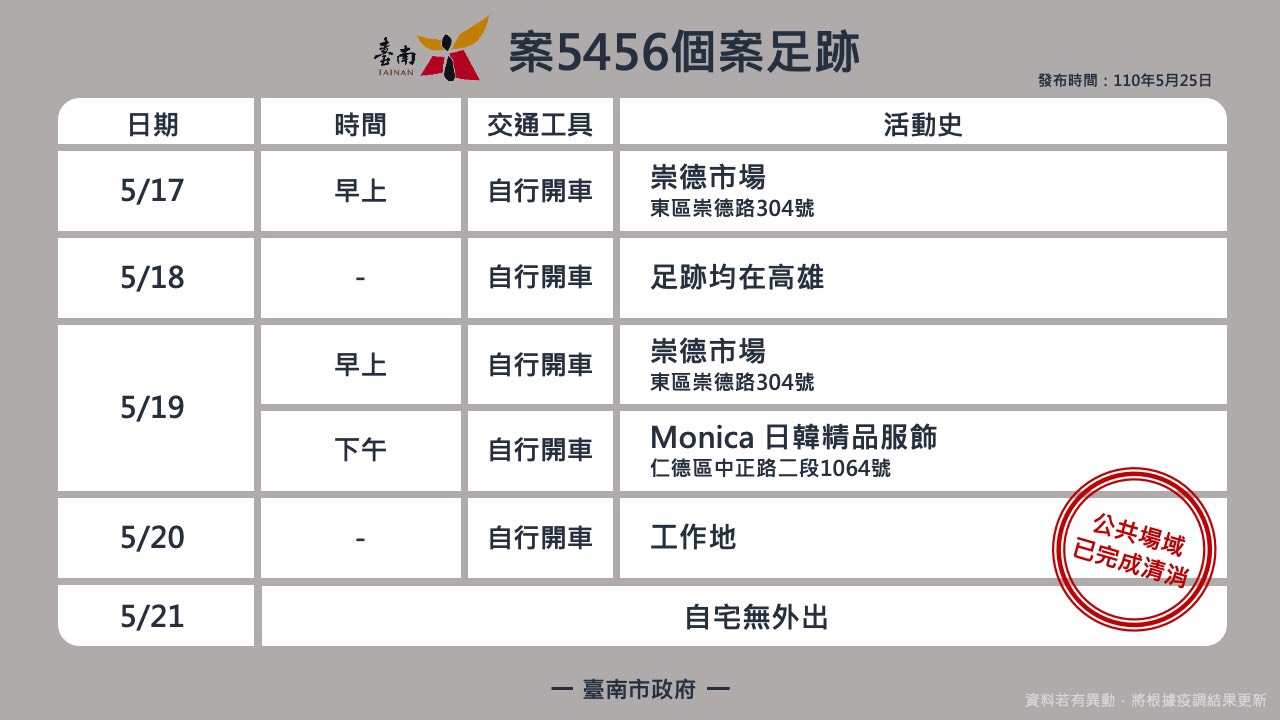 臺南
TAINAN
案5456個案足跡
發布時間：110年5月25日
日期 時間 交通工具 活動史
5/17 早上 自行開車 崇德市場
東區崇德路304號
5/18 - 自行開車 足跡均在高雄
5/19 早上 自行開車 崇德市場
東區崇德路304號
下午 自行開車 Monica 日韓精品服飾
仁德區中正路二段1064號
5/20 - 自行開車 工作地
公共場域
已完成清消
5/21 自宅無外出
— 臺南市政府 —
資料若有異動，將根據疫調結果更新